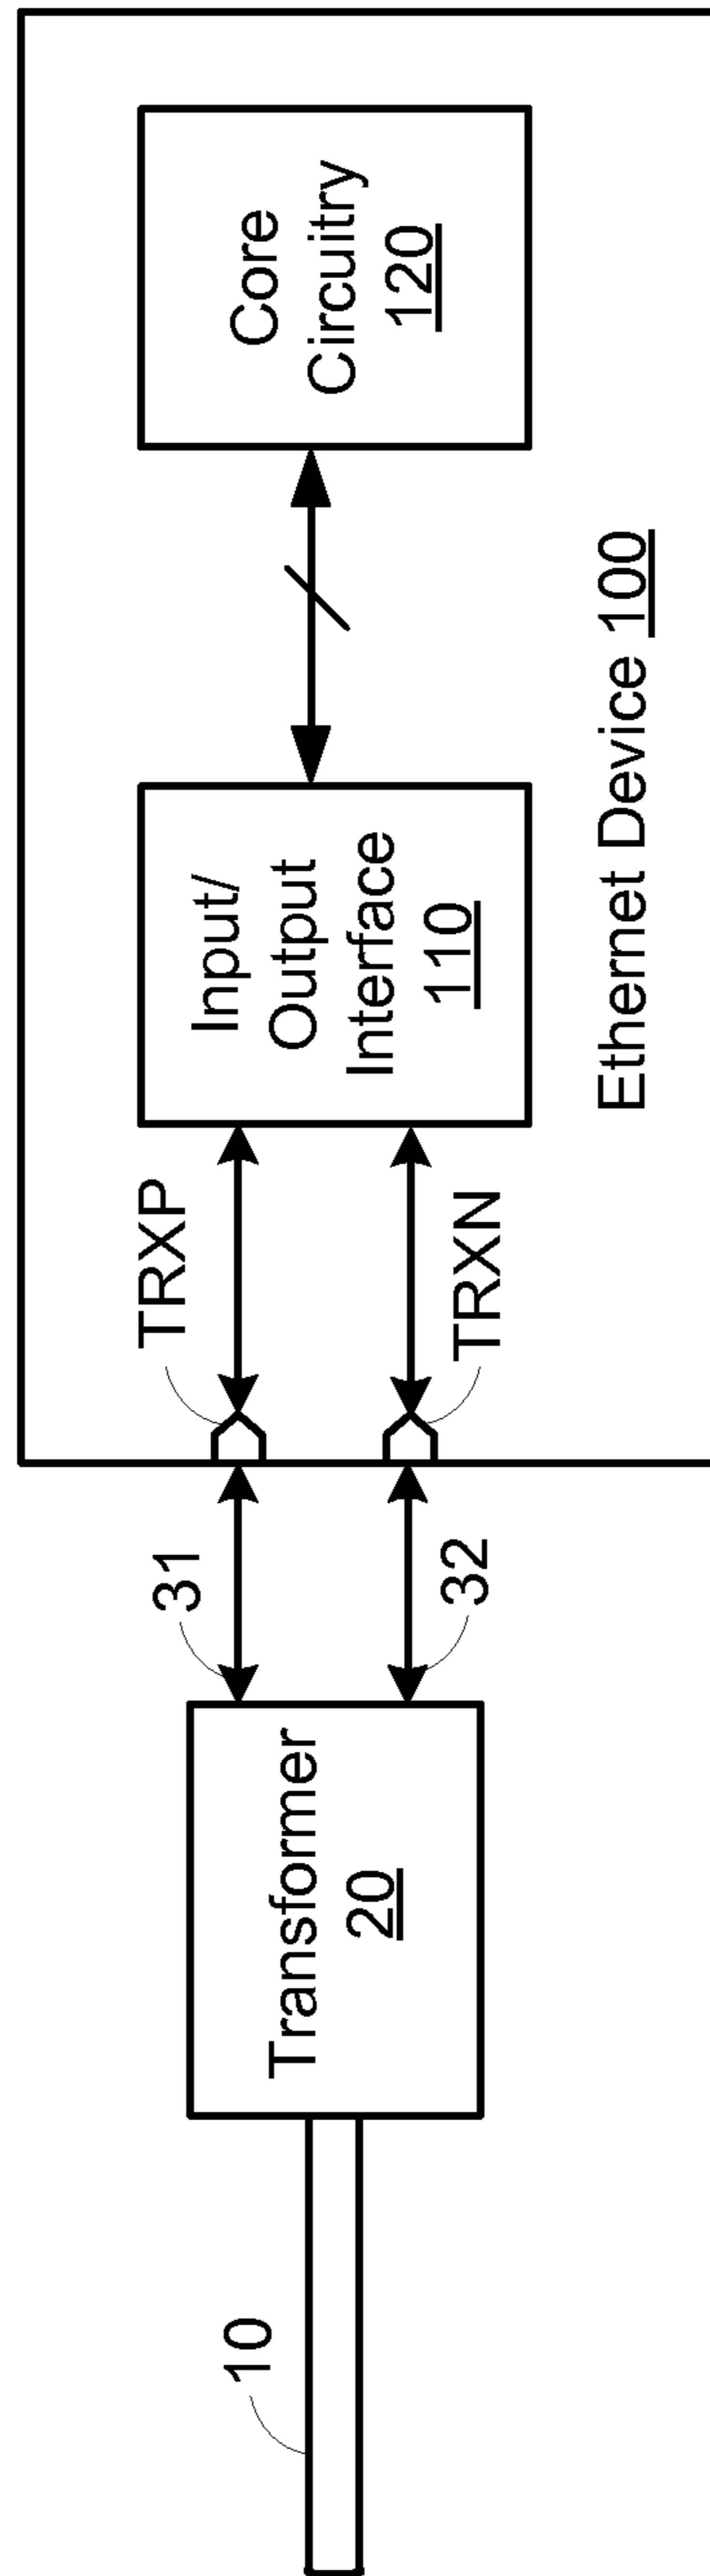 10
Transformer
20
31
32
TRXP
TRXN
Input/
Output
Interface
110
Core
Circuitry
120
Ethernet Device 100